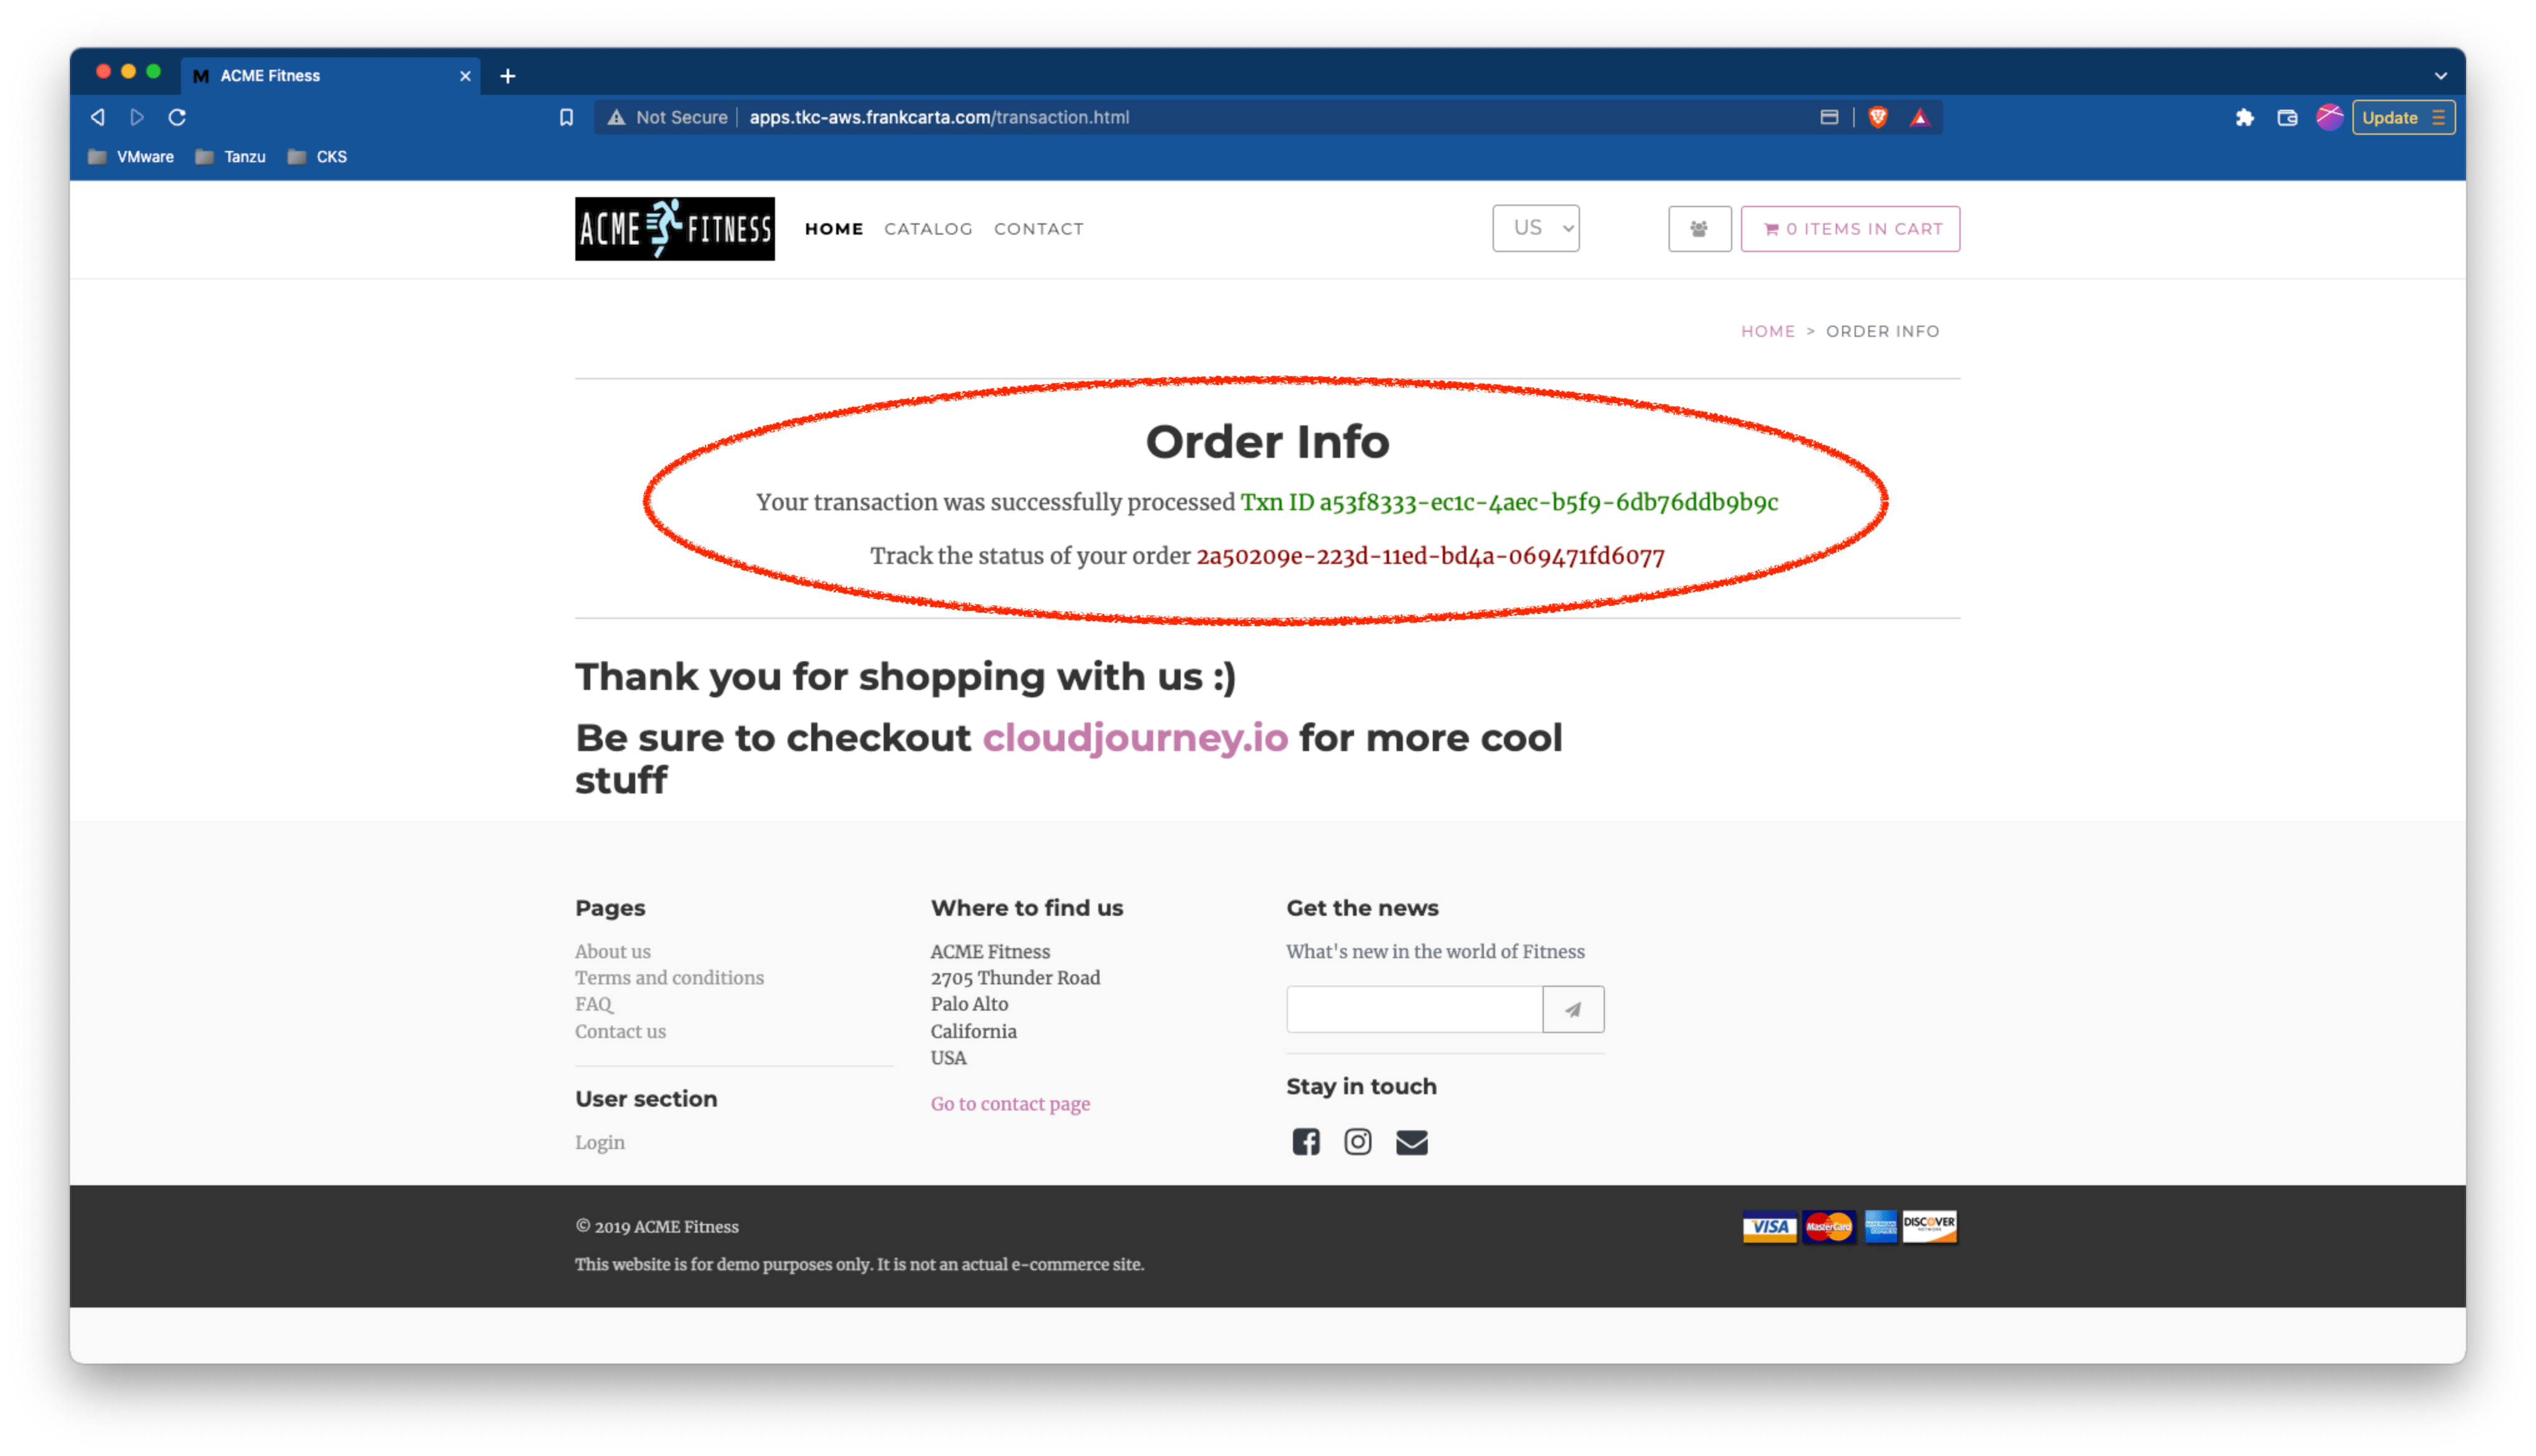 M ACME Fitness
Not Secure apps.tkc-aws.frankcarta.com/transaction.html
Update
VMware Tanzu CKS
ACME FITNESS HOME CATALOG CONTACT US 0 ITEMS IN CART
HOME > ORDER INFO
Order Info
Your transaction was successfully processed Txn ID a53f8333-ec1c-4aec-b5f9-6db76ddb9b9c
Track the status of your order 2a50209e-223d-11ed-bd4a-069471fd6077
Thank you for shopping with us :)
Be sure to checkout cloudjourney.io for more cool
stuff
Pages
About us
Terms and conditions
FAQ
Contact us
User section
Login
Where to find us
ACME Fitness
2705 Thunder Road
Palo Alto
California
USA
Go to contact page
Get the news
What's new in the world of Fitness
Stay in touch
© 2019 ACME Fitness
This website is for demo purposes only. It is not an actual e-commerce site.
VISA MasterCard DISCOVER